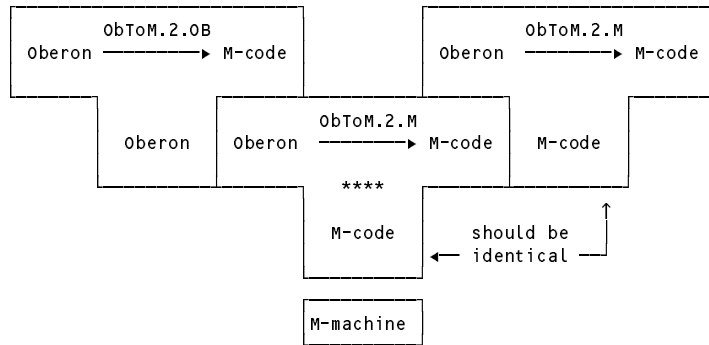 ObToM.2.OB
Oberon M-code
ObToM.2.M
Oberon M-code
ObToM.2.M
Oberon
Oberon M-code
M-code
****
M-code
should be
identical
M-machine